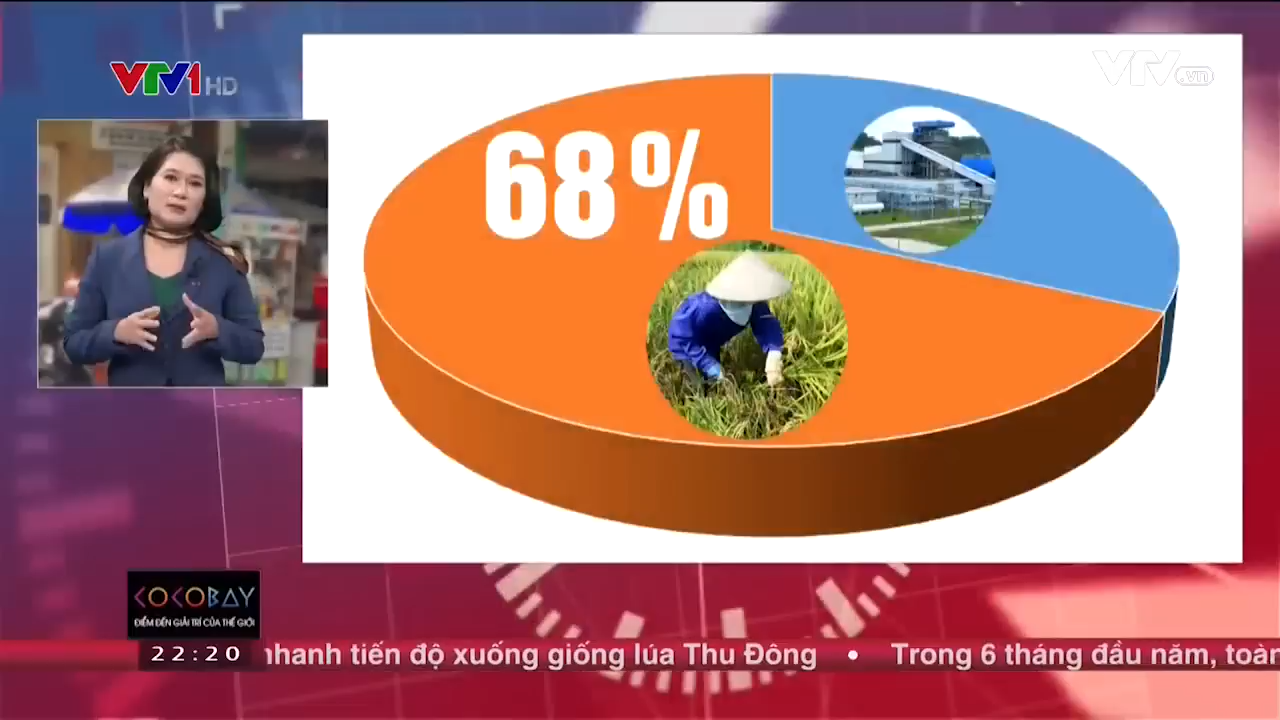 VTV1 HD
VTV.vn
68%
COCOBAY
ĐIỂM ĐẾN GIẢI TRÍ CỦA THẾ GIỚI
22:20
nhanh tiến độ xuống giống lúa Thu Đông • Trong 6 tháng đầu năm, toàn